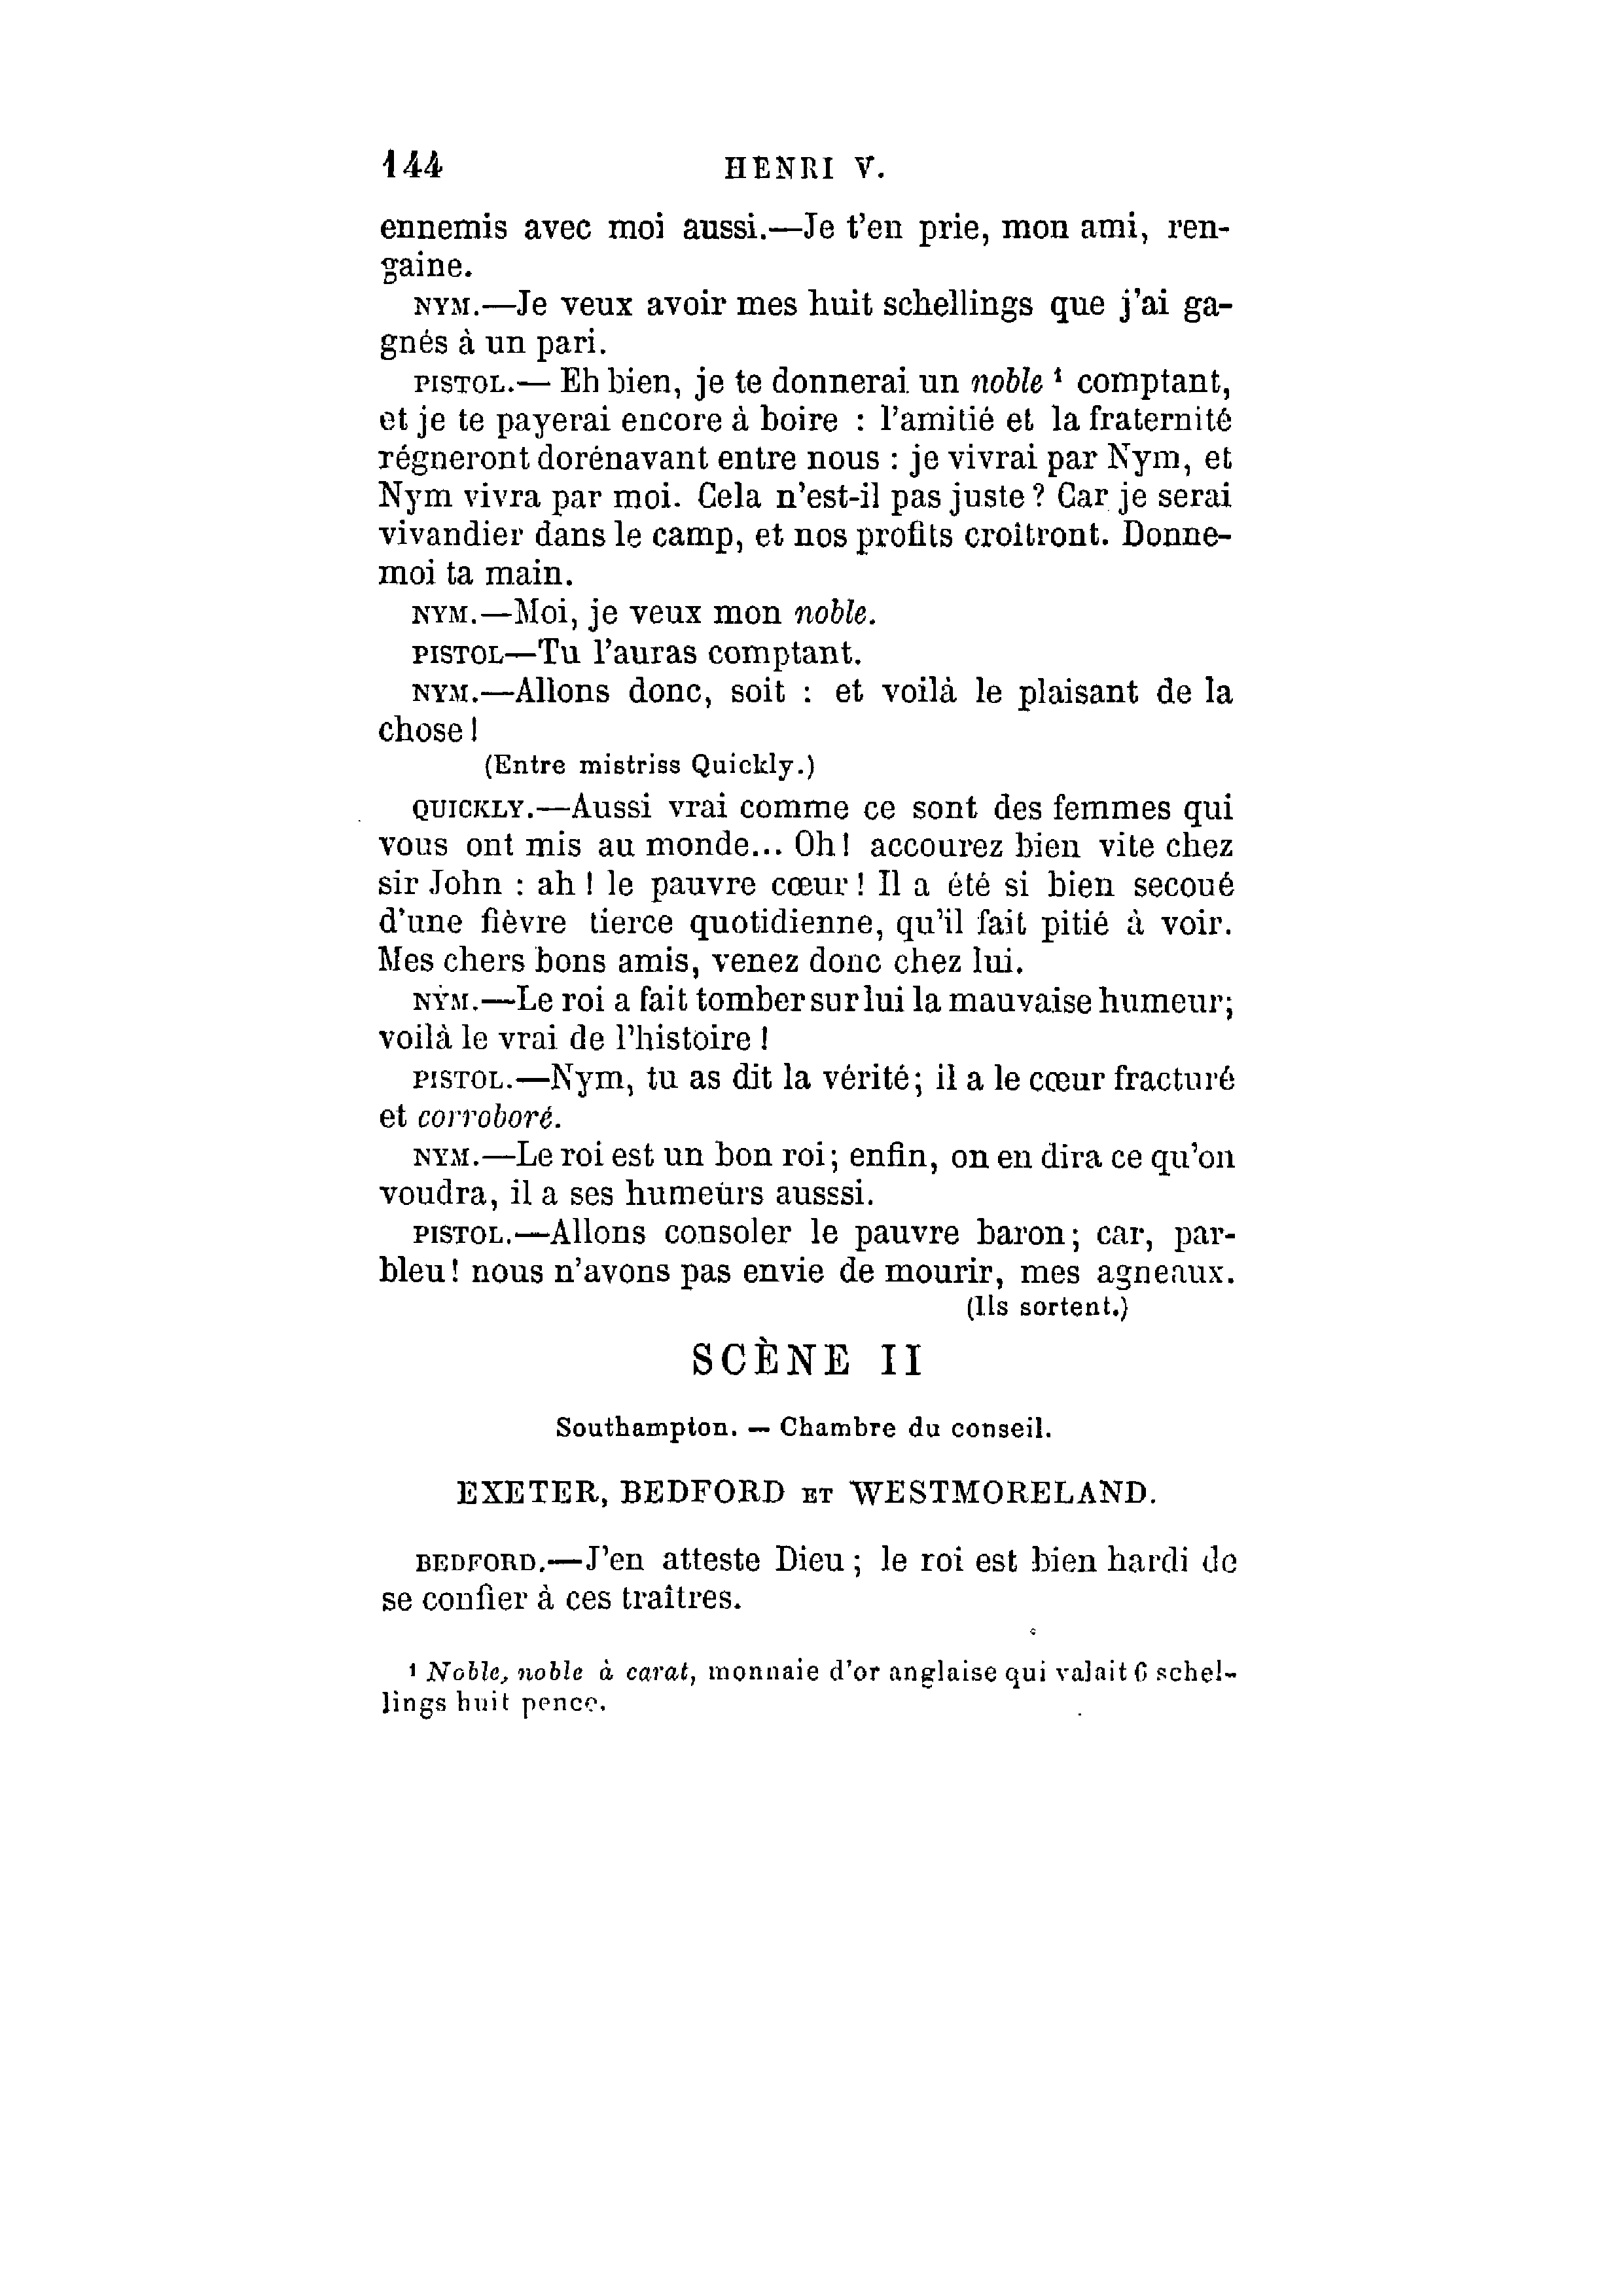 144 HENRI V.
ennemis avec moi aussi.—Je t'en prie, mon ami, ren-
gaine.
NYM.—Je veux avoir mes huit schellings que j'ai ga-
gnés à un pari.
PISTOL.— Eh bien, je te donnerai un noble ¹ comptant,
et je te payerai encore à boire : l'amitié et la fraternité
régneront dorénavant entre nous : je vivrai par Nym, et
Nym vivra par moi. Cela n'est-il pas juste ? Car je serai
vivandier dans le camp, et nos profits croîtront. Donne-
moi ta main.
NYM.—Moi, je veux mon noble.
PISTOL—Tu l'auras comptant.
NYM.—Allons donc, soit : et voilà le plaisant de la
chose !
(Entre mistriss Quickly.)
QUICKLY.—Aussi vrai comme ce sont des femmes qui
vous ont mis au monde... Oh! accourez bien vite chez
sir John : ah ! le pauvre cœur ! Il a été si bien secoué
d'une fièvre tierce quotidienne, qu'il fait pitié à voir.
Mes chers bons amis, venez donc chez lui.
NYM.—Le roi a fait tomber sur lui la mauvaise humeur;
voilà le vrai de l'histoire !
PISTOL.—Nym, tu as dit la vérité; il a le cœur fracturé
et corroboré.
NYM.—Le roi est un bon roi; enfin, on en dira ce qu'on
voudra, il a ses humeurs ausssi.
PISTOL.—Allons consoler le pauvre baron; car, par-
bleu! nous n'avons pas envie de mourir, mes agneaux.
(Ils sortent.)
SCÈNE II
Southampton. — Chambre du conseil.
EXETER, BEDFORD ET WESTMORELAND.
BEDFORD.—J'en atteste Dieu ; le roi est bien hardi de
se confier à ces traîtres.
¹ Noble, noble à carat, monnaie d'or anglaise qui valait 6 schel-
lings huit pence.